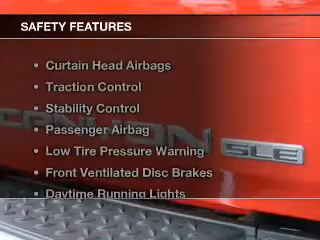 SAFETY FEATURES
• Curtain Head Airbags
• Traction Control
• Stability Control
• Passenger Airbag
• Low Tire Pressure Warning
• Front Ventilated Disc Brakes
• Daytime Running Lights
CANYON SLE